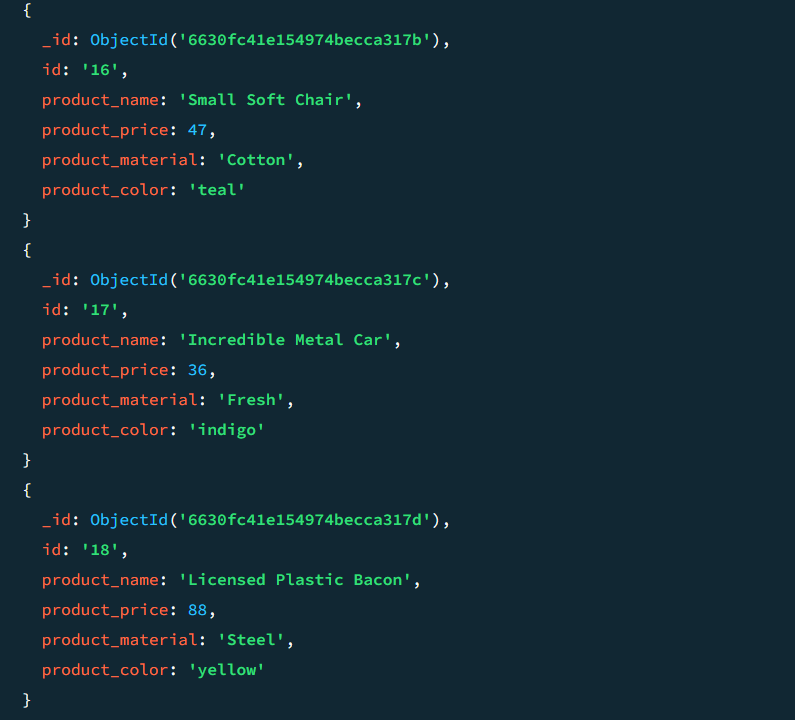 {
  _id: ObjectId('6630fc41e154974becca317b'),
  id: '16',
  product_name: 'Small Soft Chair',
  product_price: 47,
  product_material: 'Cotton',
  product_color: 'teal'
}
{
  _id: ObjectId('6630fc41e154974becca317c'),
  id: '17',
  product_name: 'Incredible Metal Car',
  product_price: 36,
  product_material: 'Fresh',
  product_color: 'indigo'
}
{
  _id: ObjectId('6630fc41e154974becca317d'),
  id: '18',
  product_name: 'Licensed Plastic Bacon',
  product_price: 88,
  product_material: 'Steel',
  product_color: 'yellow'
}